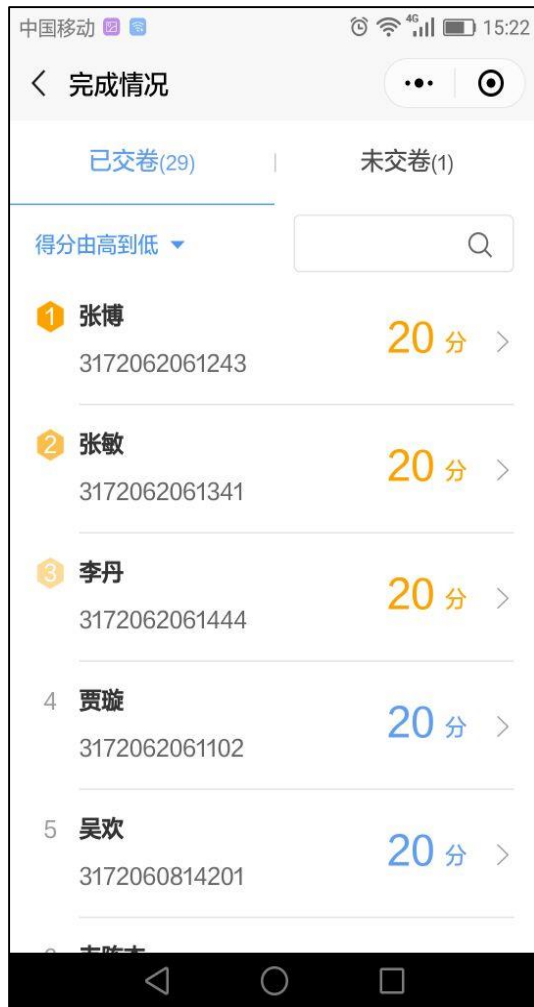 中国移动 4G 15:22
完成情况
已交卷(29) 未交卷(1)
得分由高到低
1 张博 20 分
3172062061243
2 张敏 20 分
3172062061341
3 李丹 20 分
3172062061444
4 贾璇 20 分
3172062061102
5 吴欢 20 分
3172060814201